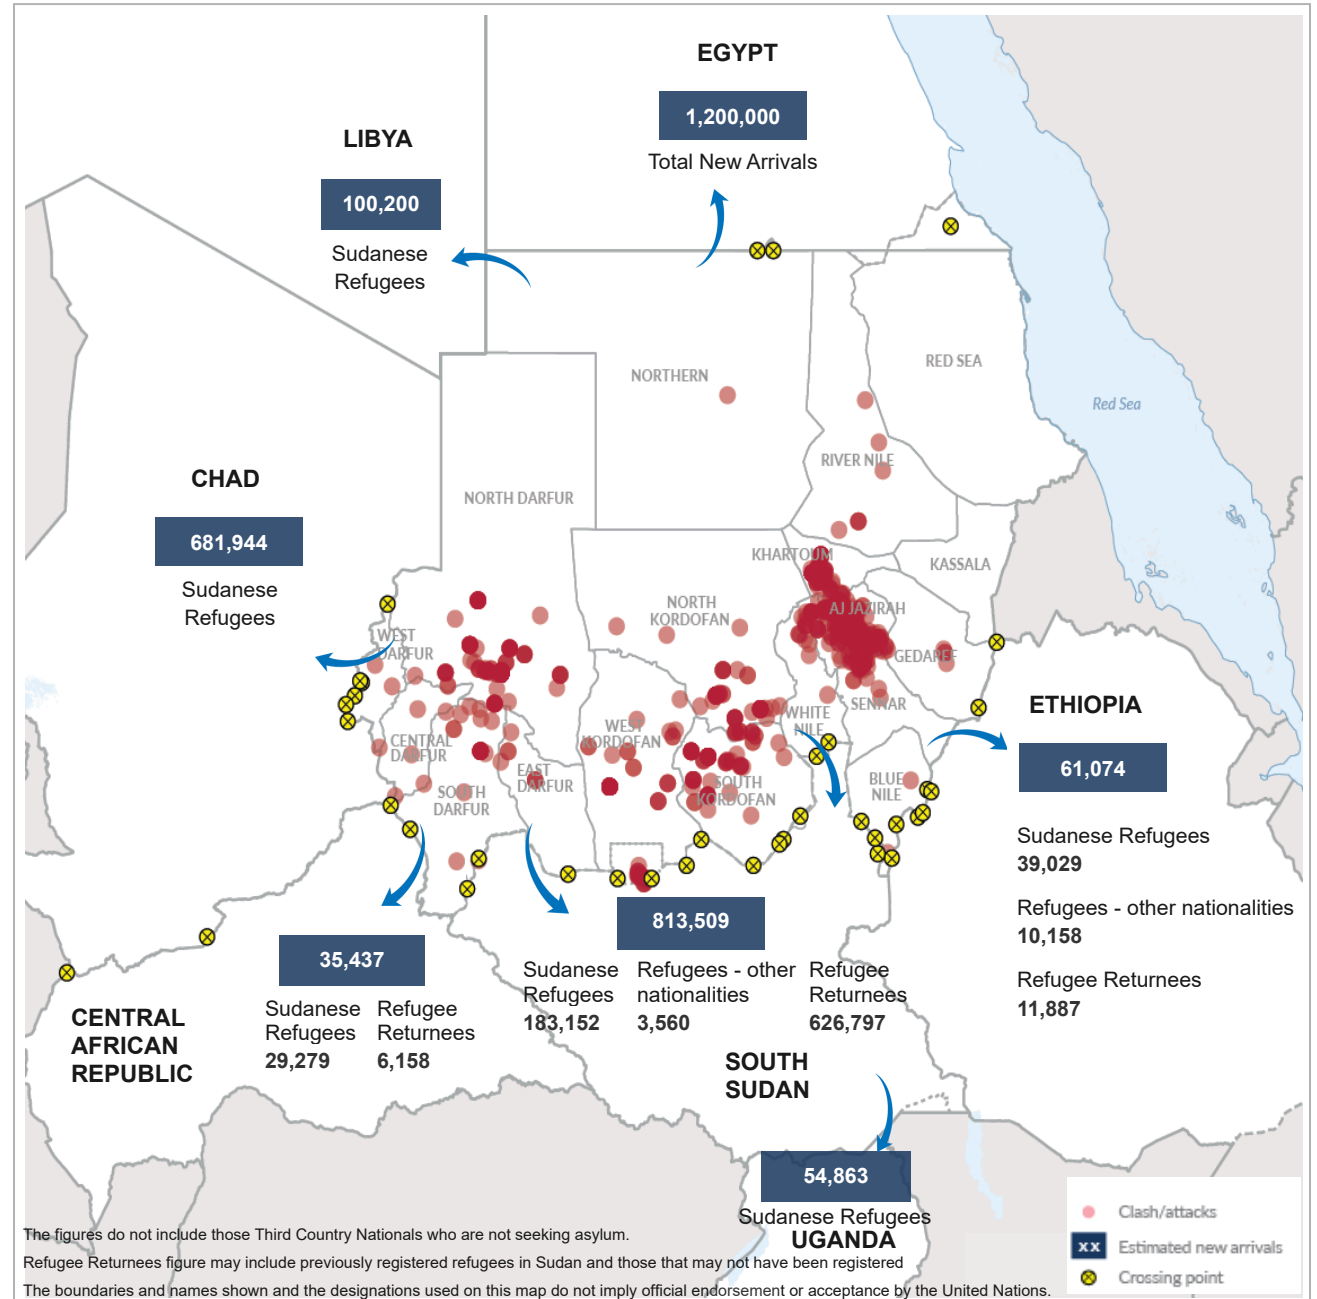 EGYPT
1,200,000
Total New Arrivals
LIBYA
100,200
Sudanese
Refugees
NORTHERN
RED SEA
Red Sea
RIVER NILE
CHAD
681,944
Sudanese
Refugees
NORTH DARFUR
KHARTOUM
KASSALA
NORTH
KORDOFAN
AJ JAZIRAH
WEST
DARFUR
GEDAREF
SENNAR
WHITE
NILE
WEST
KORDOFAN
CENTRAL
DARFUR
EAST
DARFUR
SOUTH
DARFUR
SOUTH
KORDOFAN
BLUE
NILE
ETHIOPIA
61,074
Sudanese Refugees
39,029
Refugees - other nationalities
10,158
Refugee Returnees
11,887
813,509
Sudanese
Refugees
183,152
Refugees - other
nationalities
3,560
Refugee
Returnees
626,797
SOUTH
SUDAN
35,437
Sudanese
Refugees
29,279
Refugee
Returnees
6,158
CENTRAL
AFRICAN
REPUBLIC
54,863
Sudanese Refugees
UGANDA
Clash/attacks
xx Estimated new arrivals
Crossing point
The figures do not include those Third Country Nationals who are not seeking asylum.
Refugee Returnees figure may include previously registered refugees in Sudan and those that may not have been registered
The boundaries and names shown and the designations used on this map do not imply official endorsement or acceptance by the United Nations.